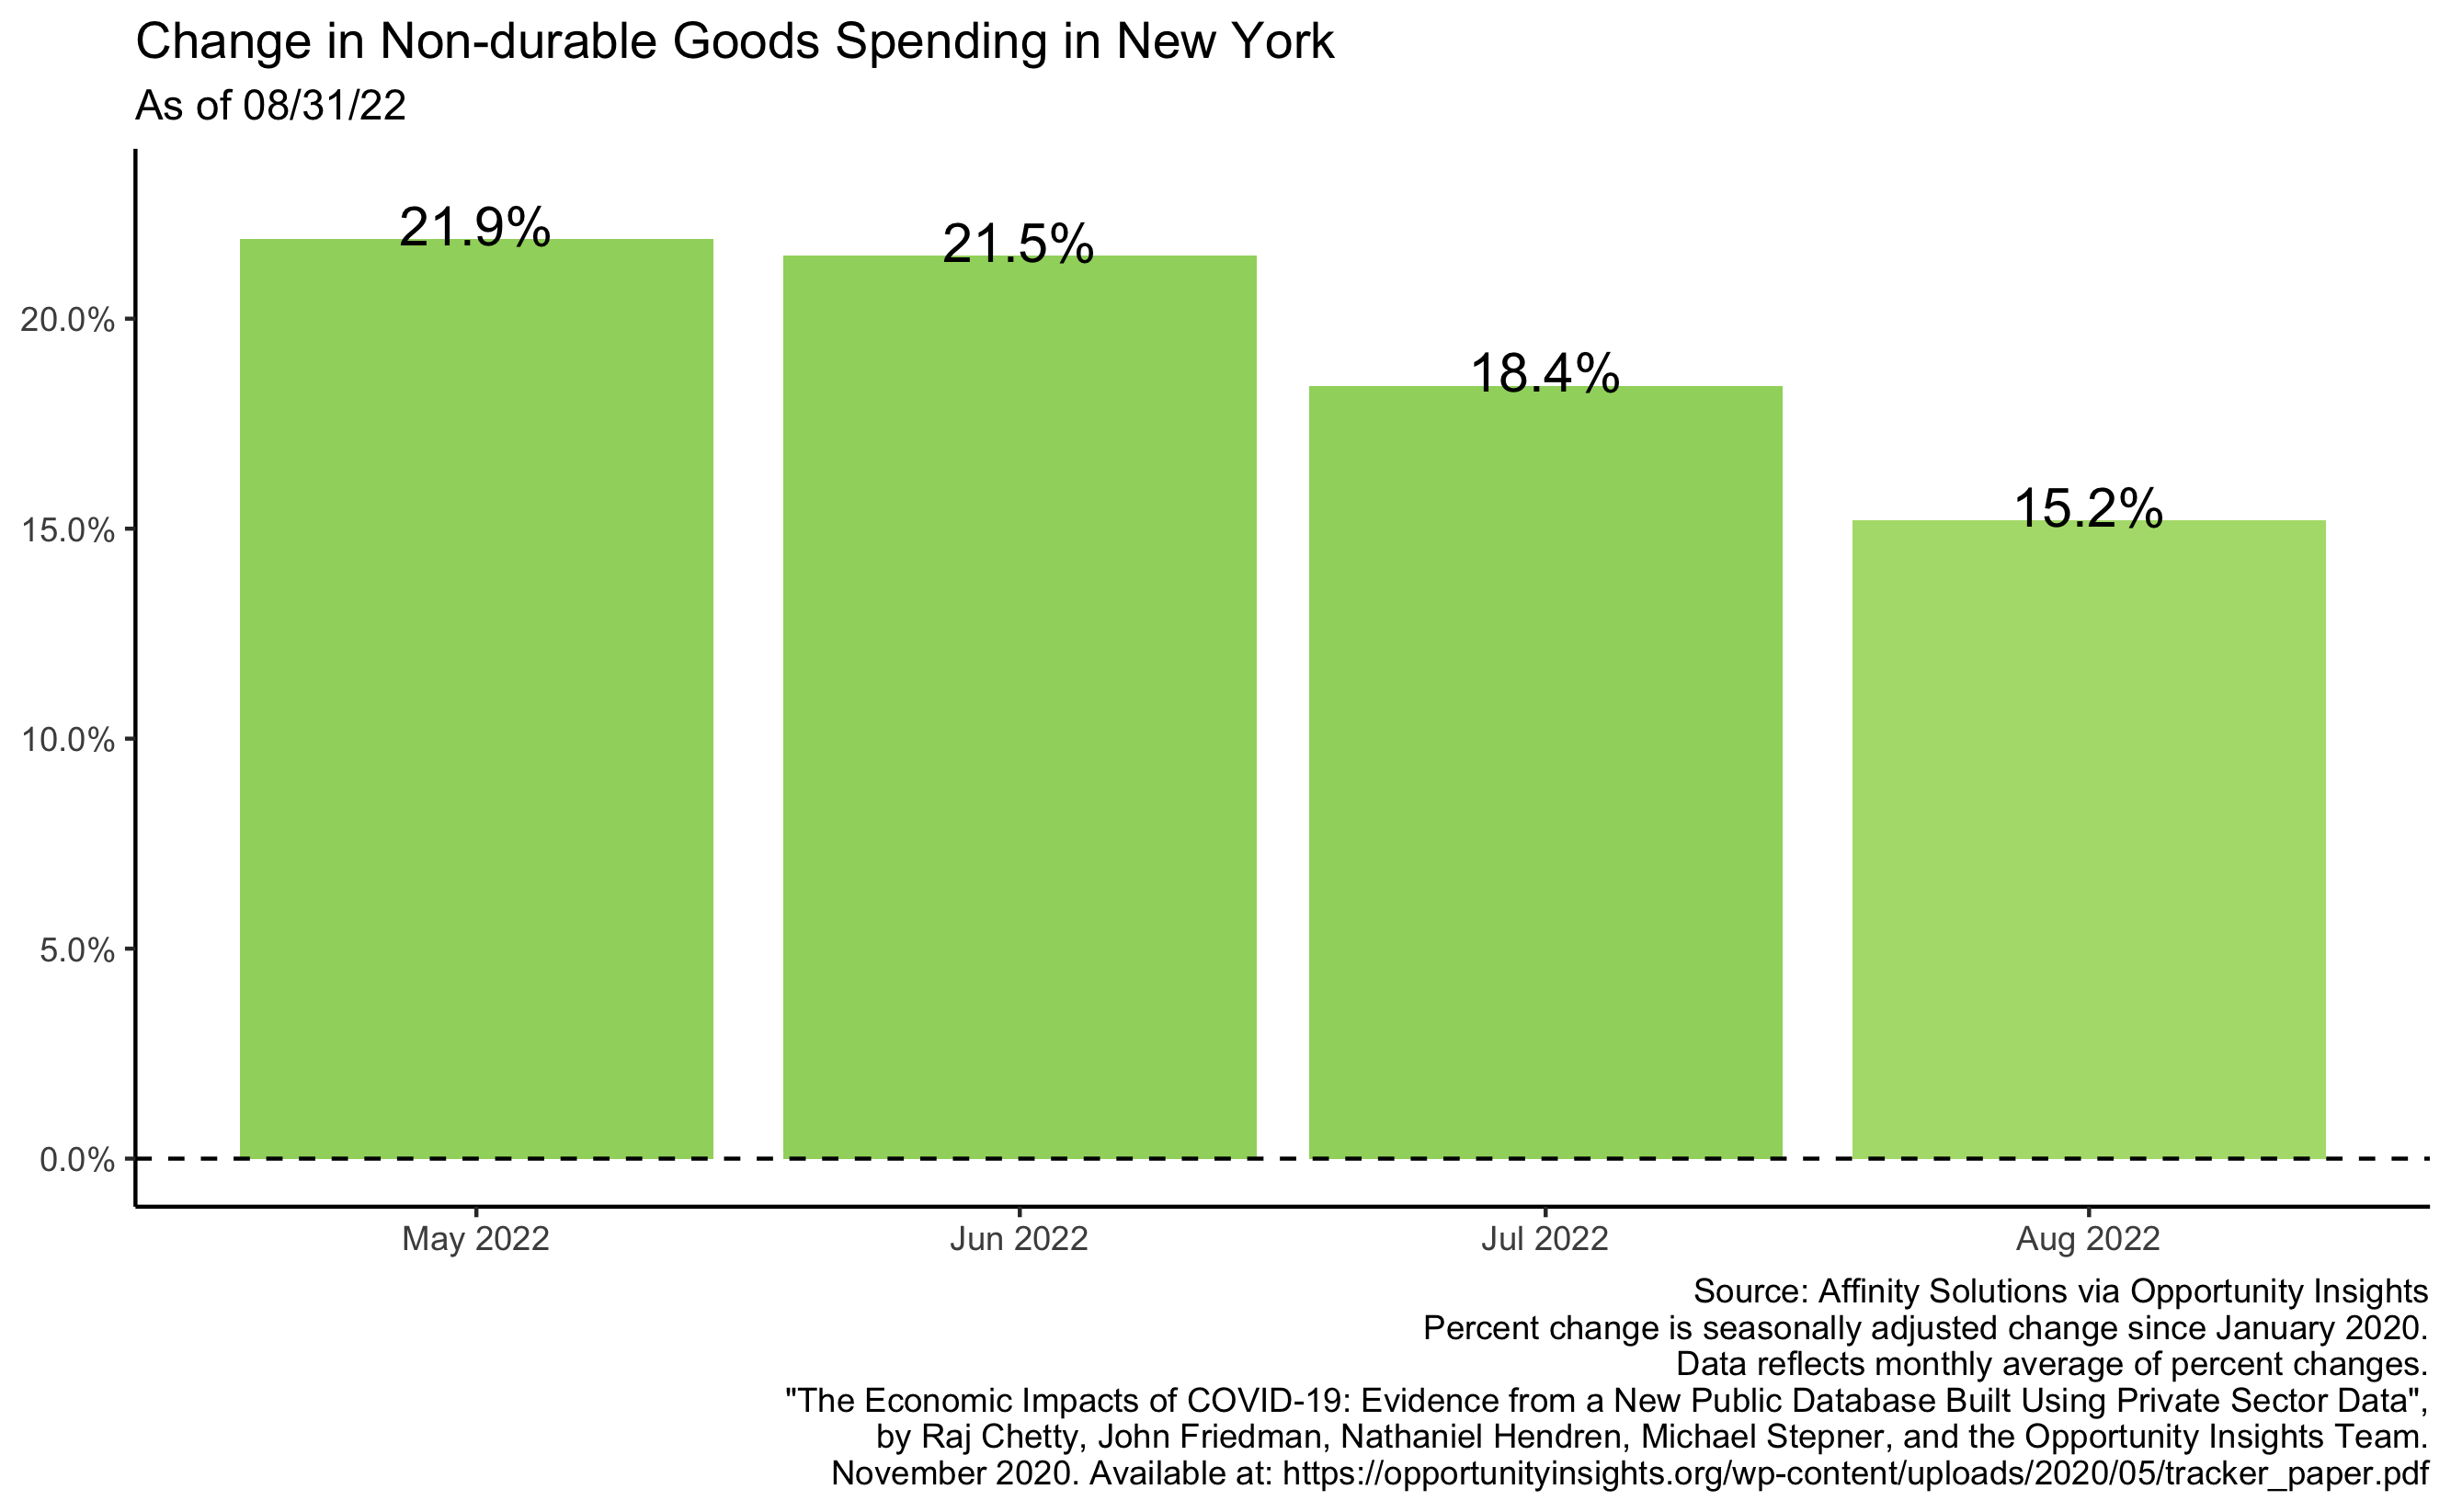 Change in Non-durable Goods Spending in New York
As of 08/31/22
21.9%
21.5%
18.4%
15.2%
20.0%
15.0%
10.0%
5.0%
0.0%
May 2022
Jun 2022
Jul 2022
Aug 2022
Source: Affinity Solutions via Opportunity Insights
Percent change is seasonally adjusted change since January 2020.
Data reflects monthly average of percent changes.
"The Economic Impacts of COVID-19: Evidence from a New Public Database Built Using Private Sector Data",
by Raj Chetty, John Friedman, Nathaniel Hendren, Michael Stepner, and the Opportunity Insights Team.
November 2020. Available at: https://opportunityinsights.org/wp-content/uploads/2020/05/tracker_paper.pdf